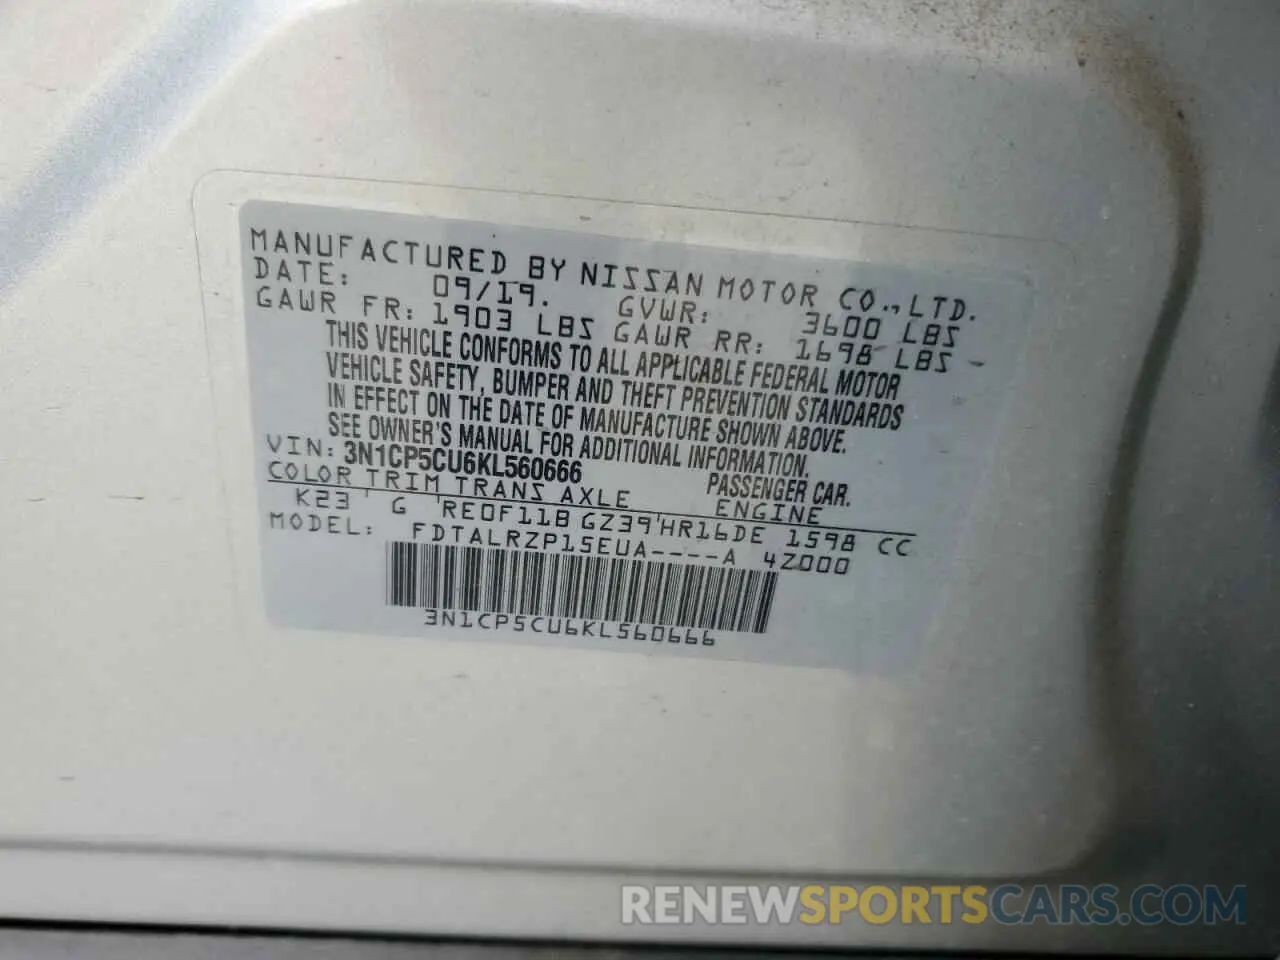 MANUFACTURED BY NISSAN MOTOR CO., LTD.
DATE: 09/19. GVWR: 3600 LBS
GAWR FR: 1903 LBS GAWR RR: 1698 LBS
THIS VEHICLE CONFORMS TO ALL APPLICABLE FEDERAL MOTOR
VEHICLE SAFETY, BUMPER AND THEFT PREVENTION STANDARDS
IN EFFECT ON THE DATE OF MANUFACTURE SHOWN ABOVE.
SEE OWNER'S MANUAL FOR ADDITIONAL INFORMATION.
VIN: 3N1CP5CU6KL560666 PASSENGER CAR.
COLOR TRIM TRANS AXLE ENGINE
K23 ' G 'RE0F11B GZ39'HR16DE 1598 CC
MODEL: FDTALRZP15EUA----A 4Z000
3N1CP5CU6KL560666
RENEWSPORTSCARS.COM